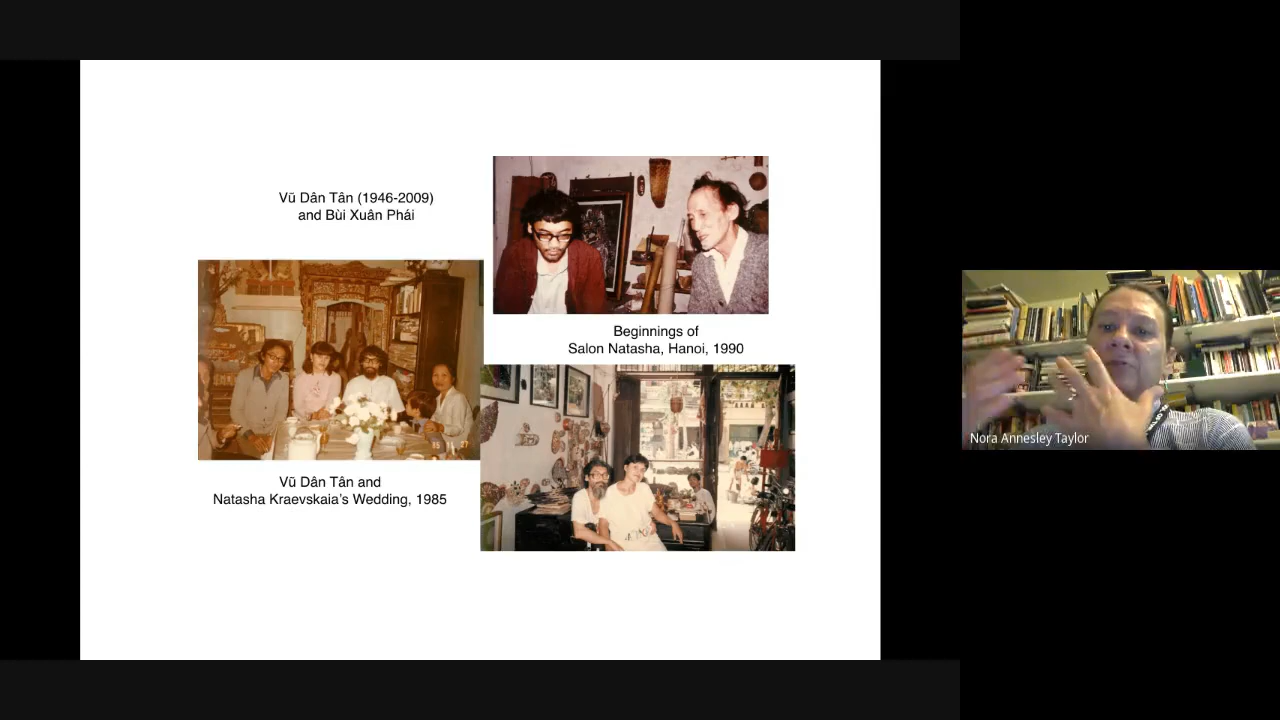 Vũ Dân Tân (1946-2009)
and Bùi Xuân Phái
Beginnings of
Salon Natasha, Hanoi, 1990
Vũ Dân Tân and
Natasha Kraevskaia’s Wedding, 1985
Nora Annesley Taylor